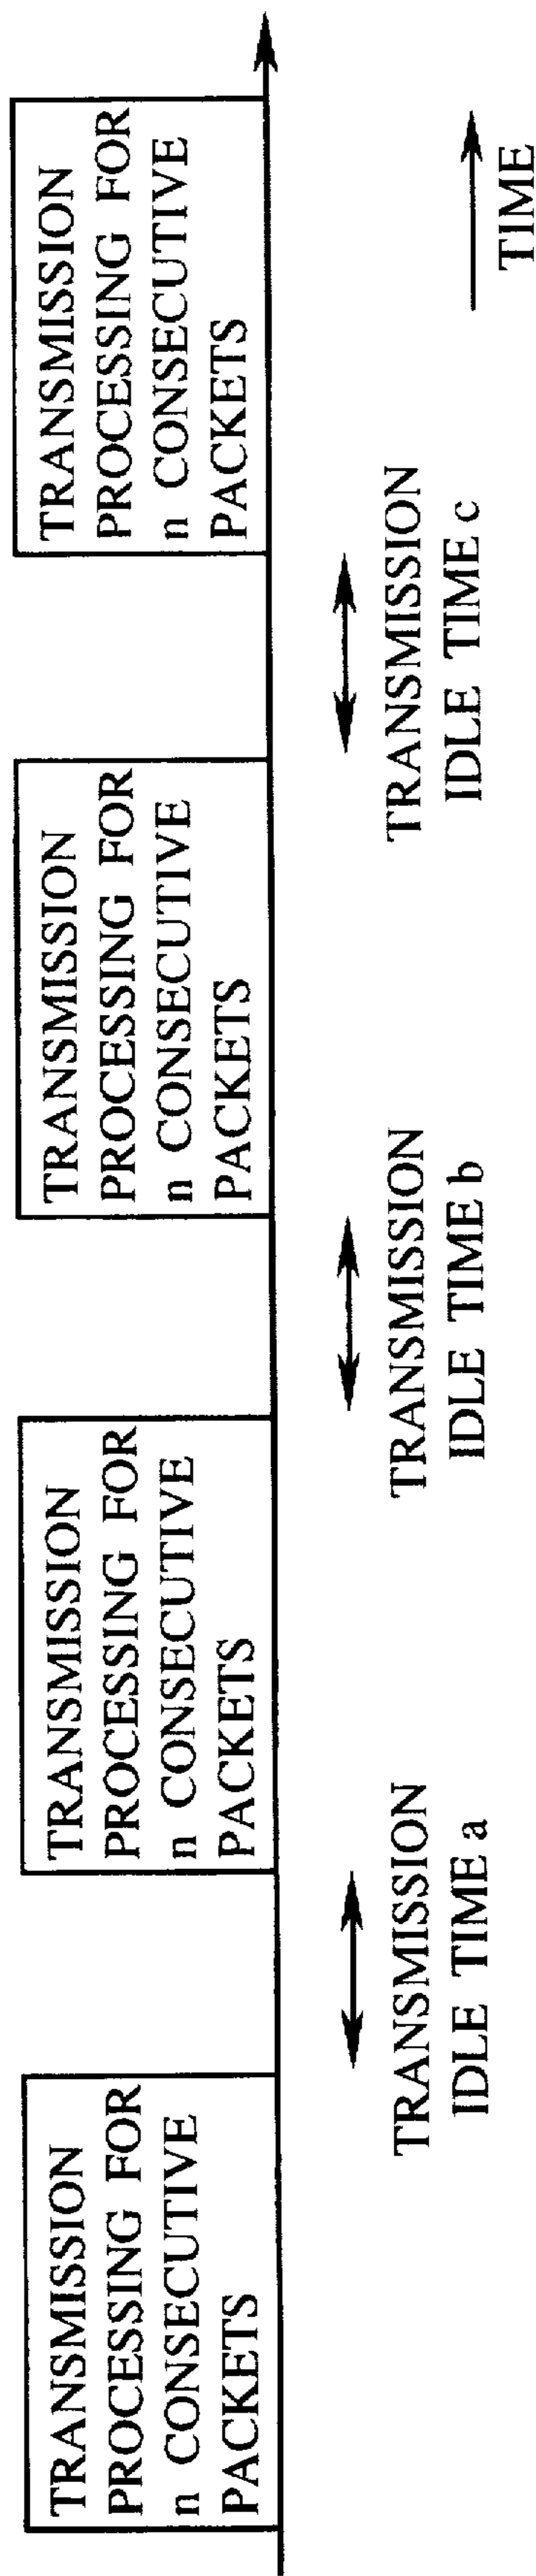 TRANSMISSION
PROCESSING FOR
n CONSECUTIVE
PACKETS
TRANSMISSION
PROCESSING FOR
n CONSECUTIVE
PACKETS
TRANSMISSION
PROCESSING FOR
n CONSECUTIVE
PACKETS
TRANSMISSION
PROCESSING FOR
n CONSECUTIVE
PACKETS
TRANSMISSION
IDLE TIME a
TRANSMISSION
IDLE TIME b
TRANSMISSION
IDLE TIME c
TIME